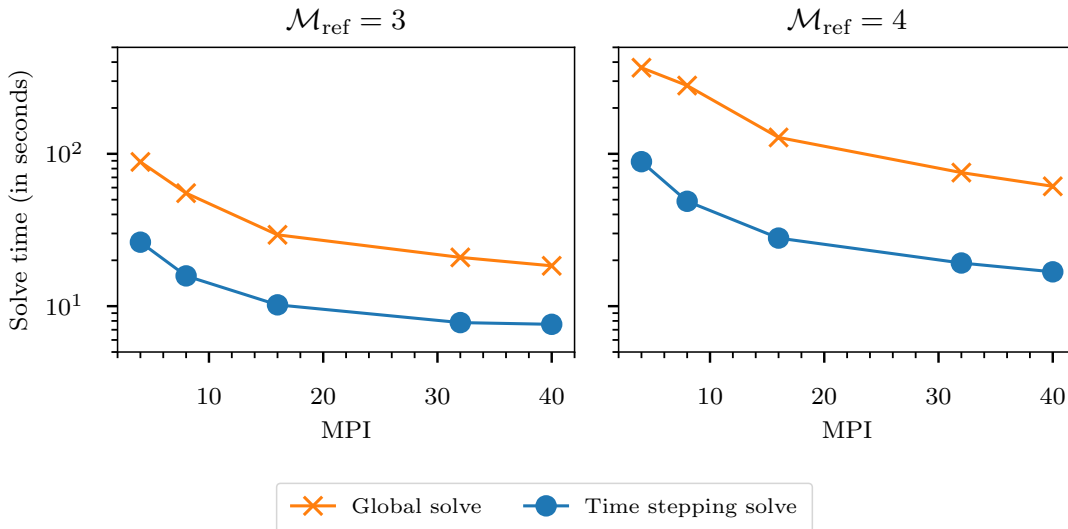 ℳref = 3
ℳref = 4
Solve time (in seconds)
10²
10¹
10 20 30 40
10 20 30 40
MPI
MPI
Global solve
Time stepping solve